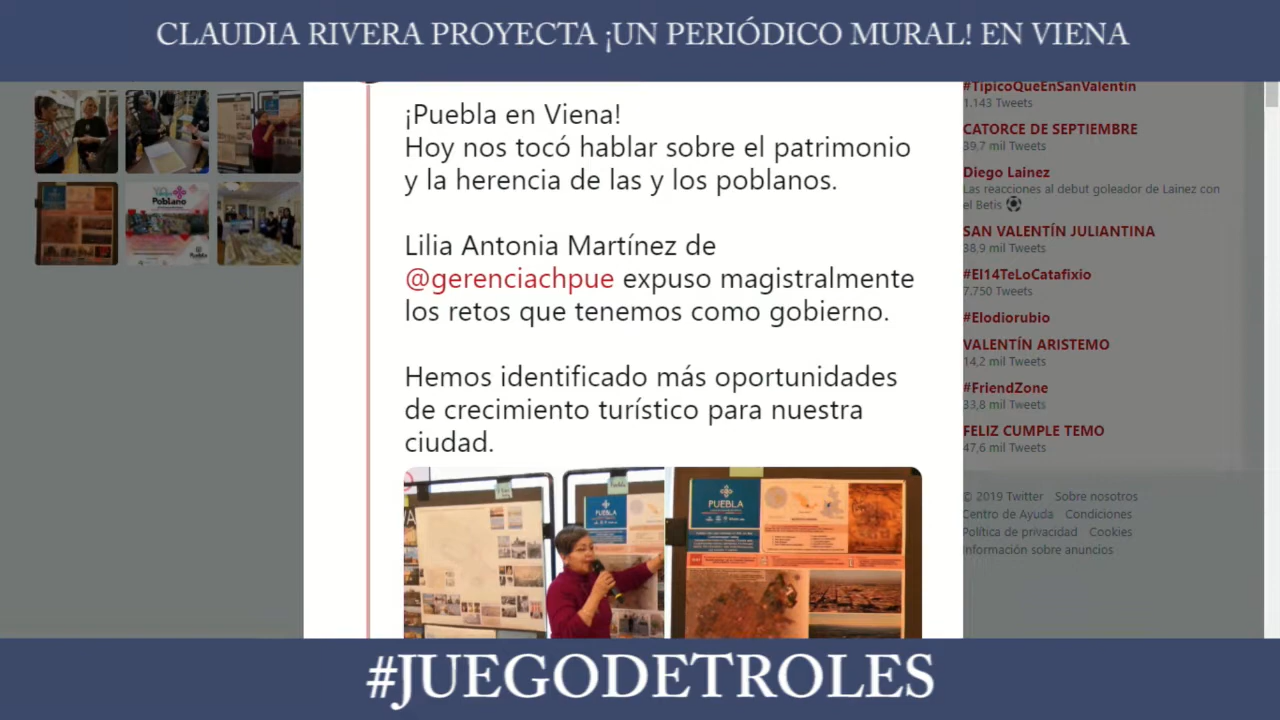 CLAUDIA RIVERA PROYECTA ¡UN PERIÓDICO MURAL! EN VIENA
¡Puebla en Viena!
Hoy nos tocó hablar sobre el patrimonio
y la herencia de las y los poblanos.
Lilia Antonia Martínez de
@gerenciachpue expuso magistralmente
los retos que tenemos como gobierno.
Hemos identificado más oportunidades
de crecimiento turístico para nuestra
ciudad.
Poblano
PUEBLA
PUEBLA
#TipicoQueEnSanValentin
1.143 Tweets
CATORCE DE SEPTIEMBRE
39,7 mil Tweets
Diego Lainez
Las reacciones al debut goleador de Lainez con
el Betis
SAN VALENTÍN JULIANTINA
38,9 mil Tweets
#El14TeLoCatafixio
7.750 Tweets
#Elodiorubio
VALENTÍN ARISTEMO
14,2 mil Tweets
#FriendZone
33,8 mil Tweets
FELIZ CUMPLE TEMO
47,6 mil Tweets
© 2019 Twitter Sobre nosotros
Centro de Ayuda Condiciones
Política de privacidad Cookies
Información sobre anuncios
#JUEGODETROLES